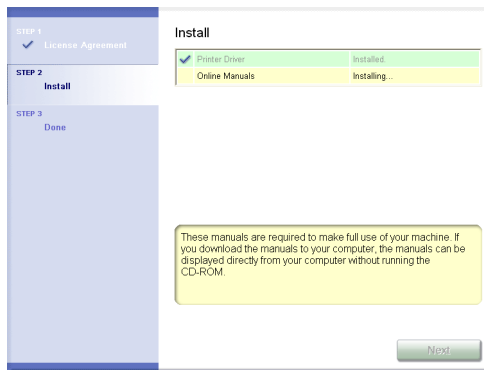 STEP 1
License Agreement
STEP 2
Install
STEP 3
Done
Install
Printer Driver Installed.
Online Manuals Installing...
These manuals are required to make full use of your machine. If
you download the manuals to your computer, the manuals can be
displayed directly from your computer without running the
CD-ROM.
Next